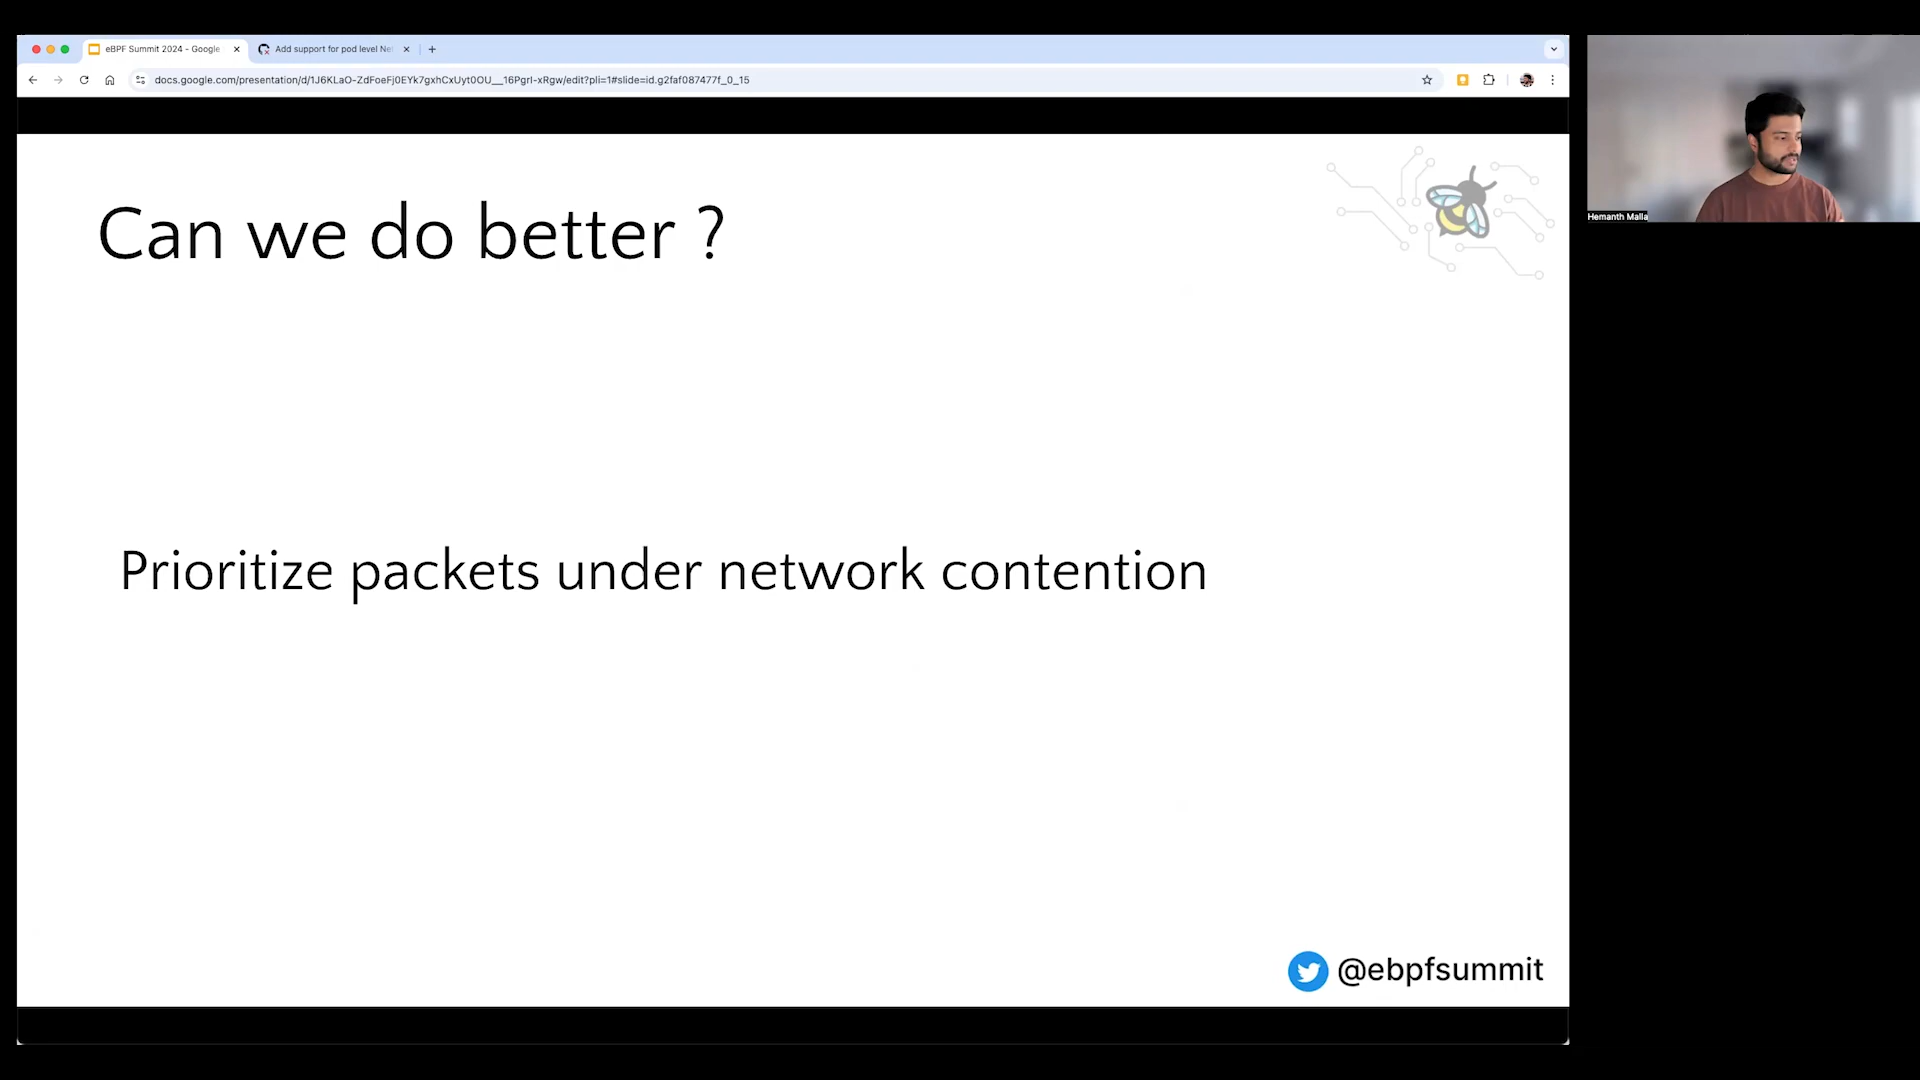 eBPF Summit 2024 - Google
Add support for pod level Ne
docs.google.com/presentation/d/1J6KLaO-ZdFoeFj0EYk7gxhCxUyt0OU__16PgrI-xRgw/edit?pli=1#slide=id.g2faf087477f_0_15
Hemanth Malla
Can we do better ?
Prioritize packets under network contention
@ebpfsummit